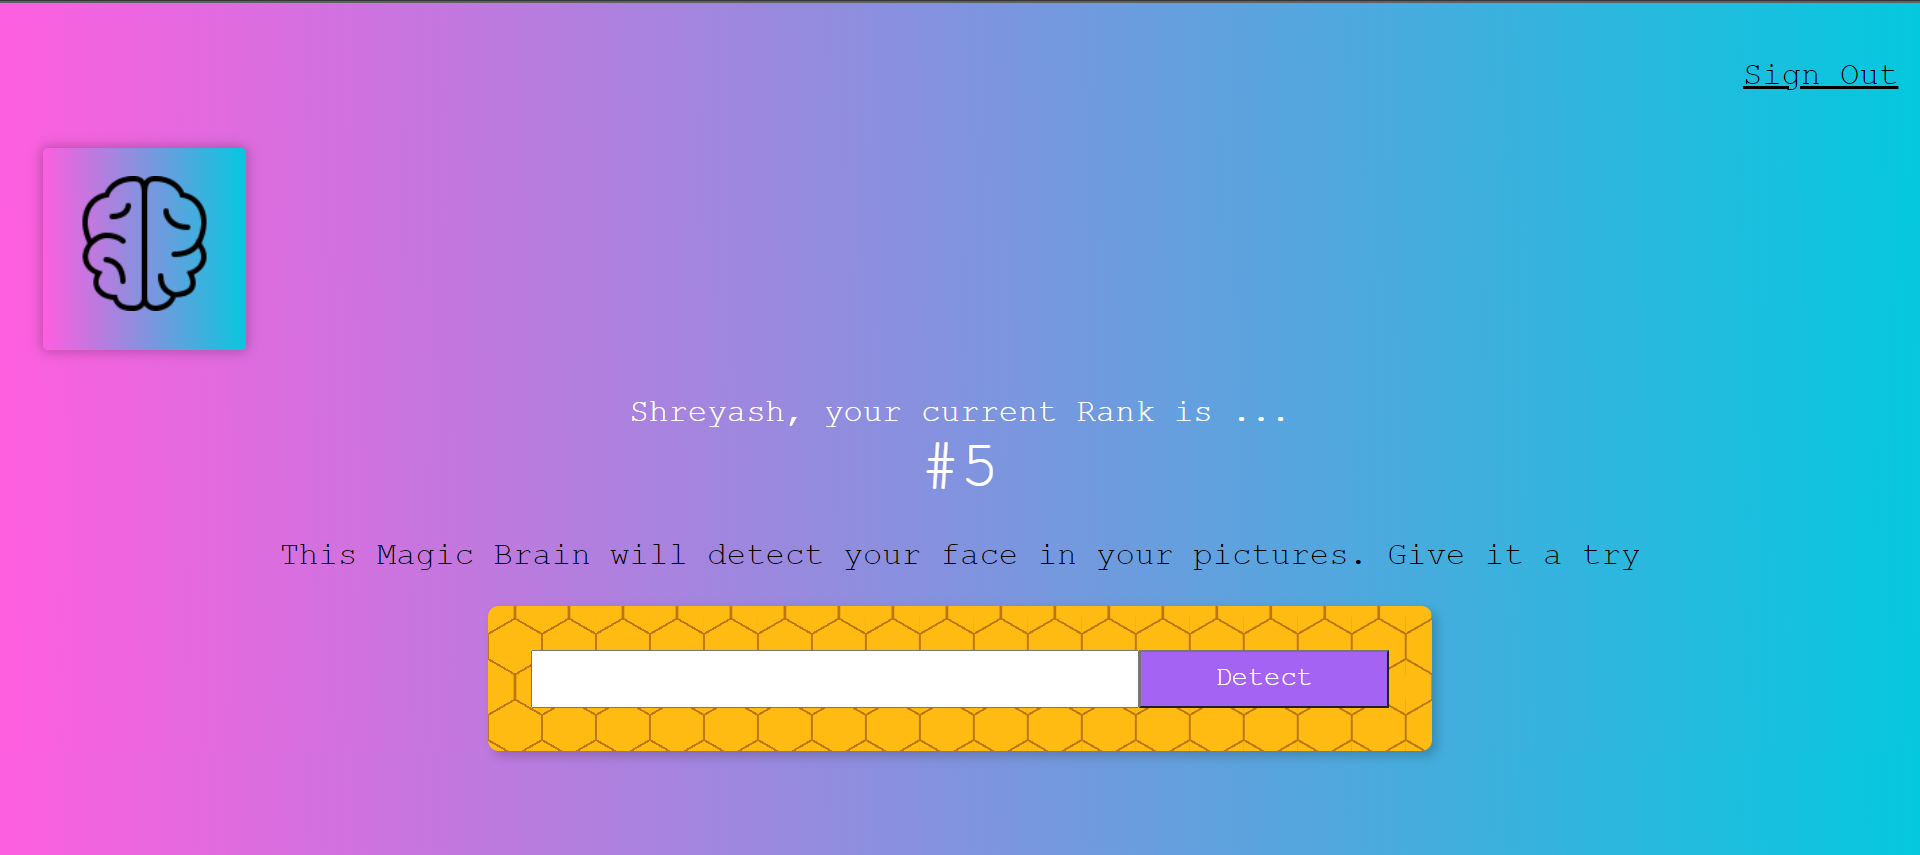 Sign Out
Shreyash, your current Rank is ...
#5
This Magic Brain will detect your face in your pictures. Give it a try
Detect